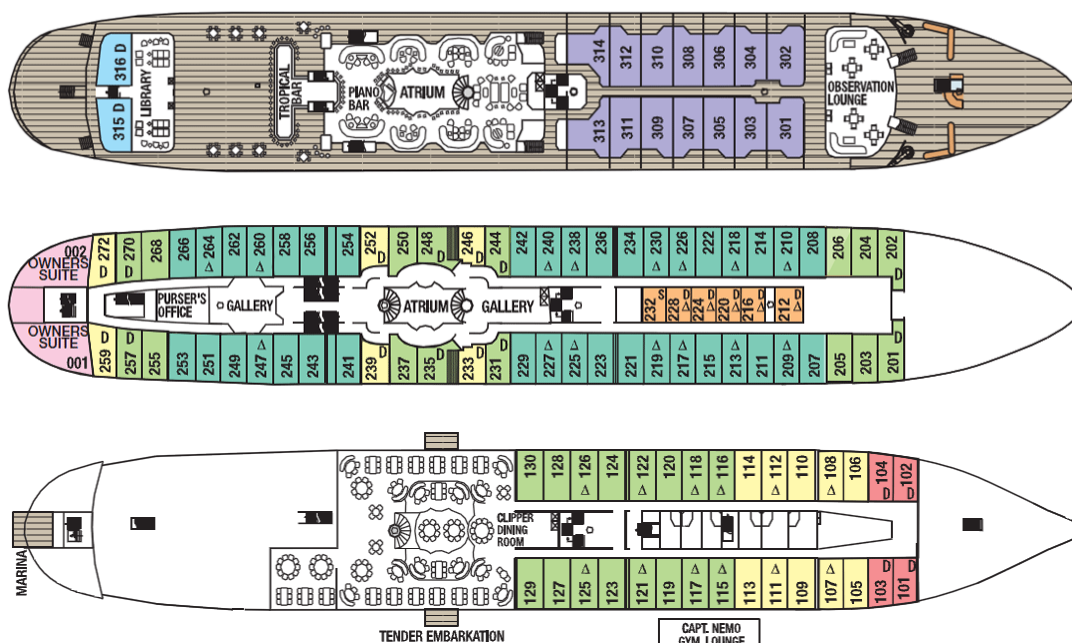 316 D
315 D
LIBRARY
TROPICAL
BAR
PIANO
BAR
ATRIUM
314
312
310
308
306
304
302
313
311
309
307
305
303
301
OBSERVATION
LOUNGE
002
OWNERS
SUITE
272 D
270 D
268
266
264 Δ
262
260 Δ
258
256
254
252 D
250
248 D
246 D
244 D
242
240 Δ
238 Δ
236
234
230 Δ
226 Δ
222
218 Δ
214
210 Δ
208
206
204
202 D
PURSER'S
OFFICE
GALLERY
ATRIUM
GALLERY
232 S
228 D Δ
224 D Δ
220 D Δ
216 D Δ
212 D Δ
OWNERS
SUITE
001
259 D
257 D
255
253
251
249
247 Δ
245
243
241
239 D
237
235 D
233 D
231 D
229
227 Δ
225 Δ
223
221
219 Δ
217 Δ
215
213 Δ
211
209 Δ
207
205
203
201 D
130
128
126 Δ
124
122 Δ
120
118 Δ
116 Δ
114
112 Δ
110
108 Δ
106
104 D
102 D
MARINA
CLIPPER
DINING
ROOM
129
127
125 Δ
123
121 Δ
119
117 Δ
115 Δ
113
111 Δ
109
107 Δ
105
103 D
101 D
TENDER EMBARKATION
CAPT. NEMO
GYM LOUNGE